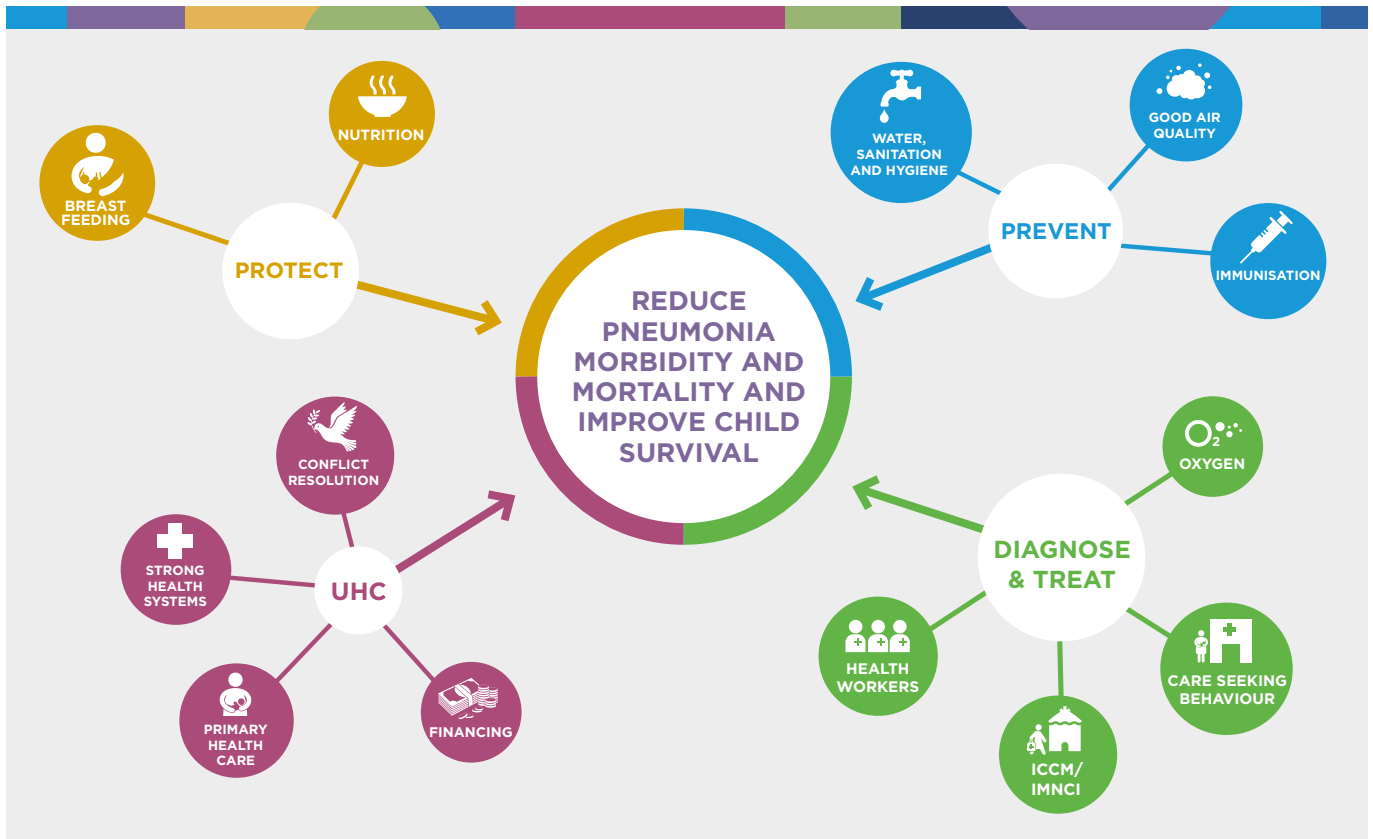 NUTRITION
BREAST
FEEDING
PROTECT
WATER,
SANITATION
AND HYGIENE
GOOD AIR
QUALITY
PREVENT
IMMUNISATION
REDUCE
PNEUMONIA
MORBIDITY AND
MORTALITY AND
IMPROVE CHILD
SURVIVAL
CONFLICT
RESOLUTION
STRONG
HEALTH
SYSTEMS
UHC
PRIMARY
HEALTH
CARE
FINANCING
O2
OXYGEN
DIAGNOSE
& TREAT
HEALTH
WORKERS
CARE SEEKING
BEHAVIOUR
ICCM/
IMNCI